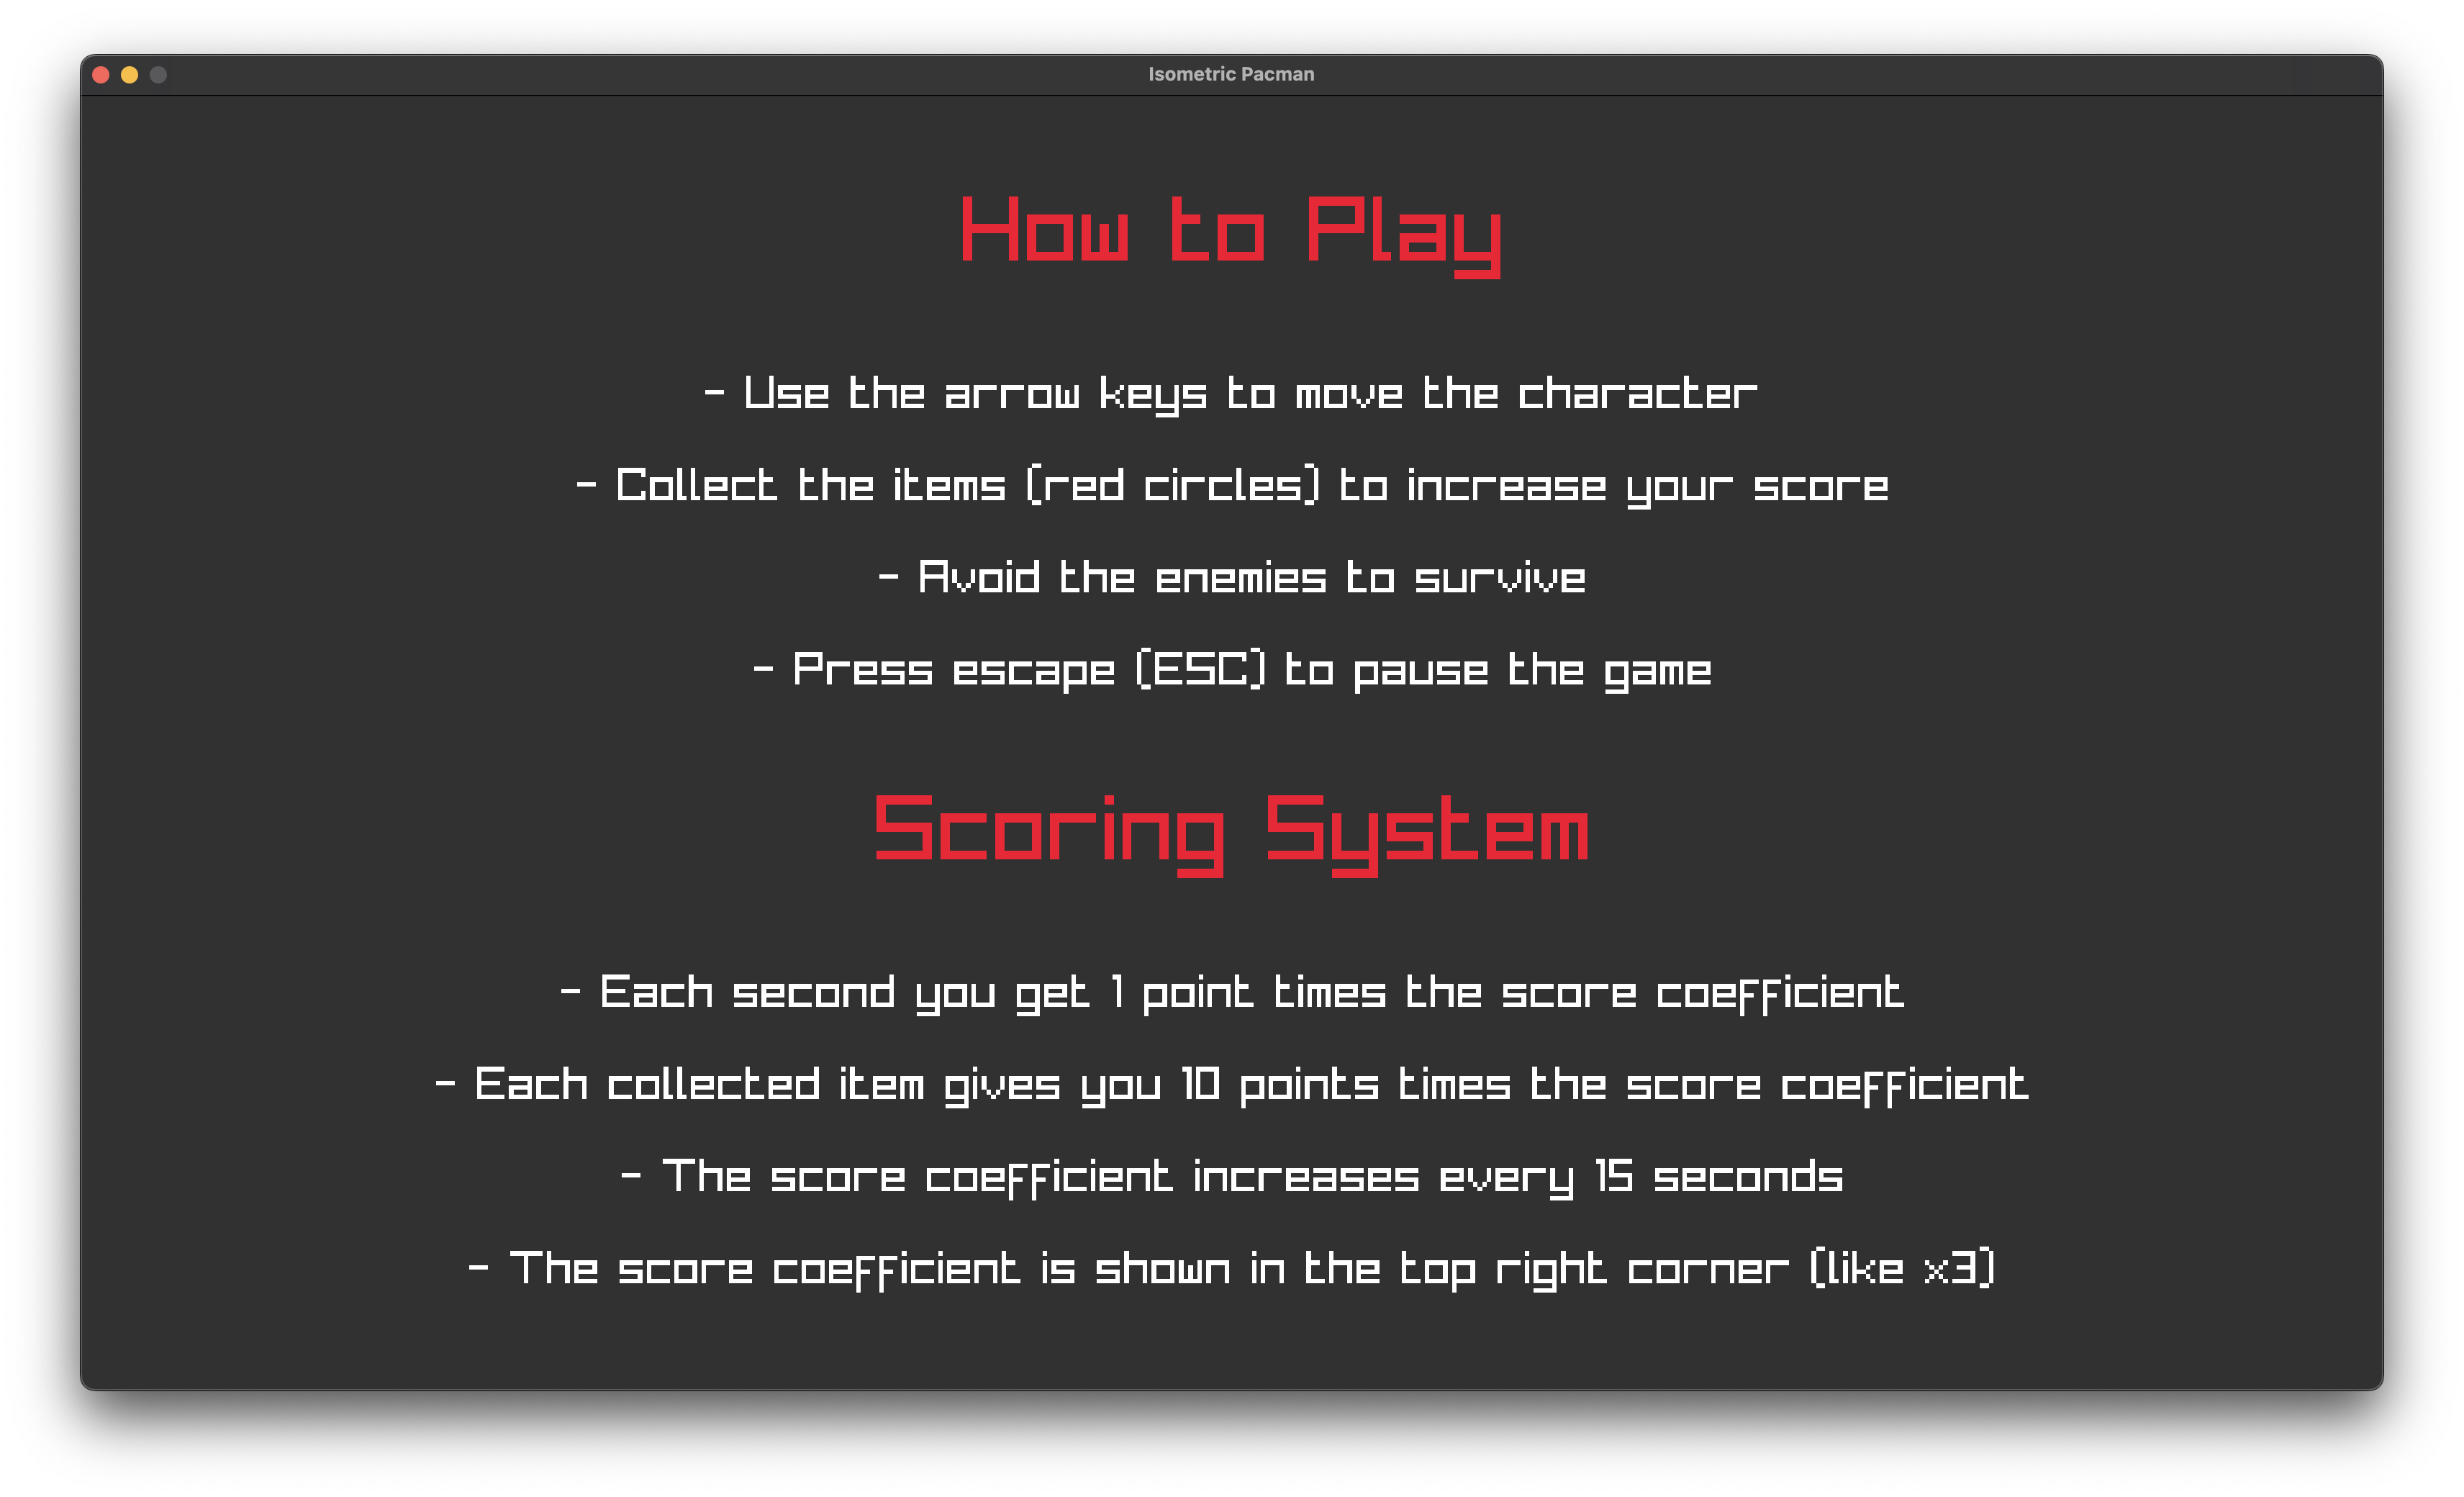 Isometric Pacman
How to Play
- Use the arrow keys to move the character
- Collect the items (red circles) to increase your score
- Avoid the enemies to survive
- Press escape (ESC) to pause the game
Scoring System
- Each second you get 1 point times the score coefficient
- Each collected item gives you 10 points times the score coefficient
- The score coefficient increases every 15 seconds
- The score coefficient is shown in the top right corner (like x3)